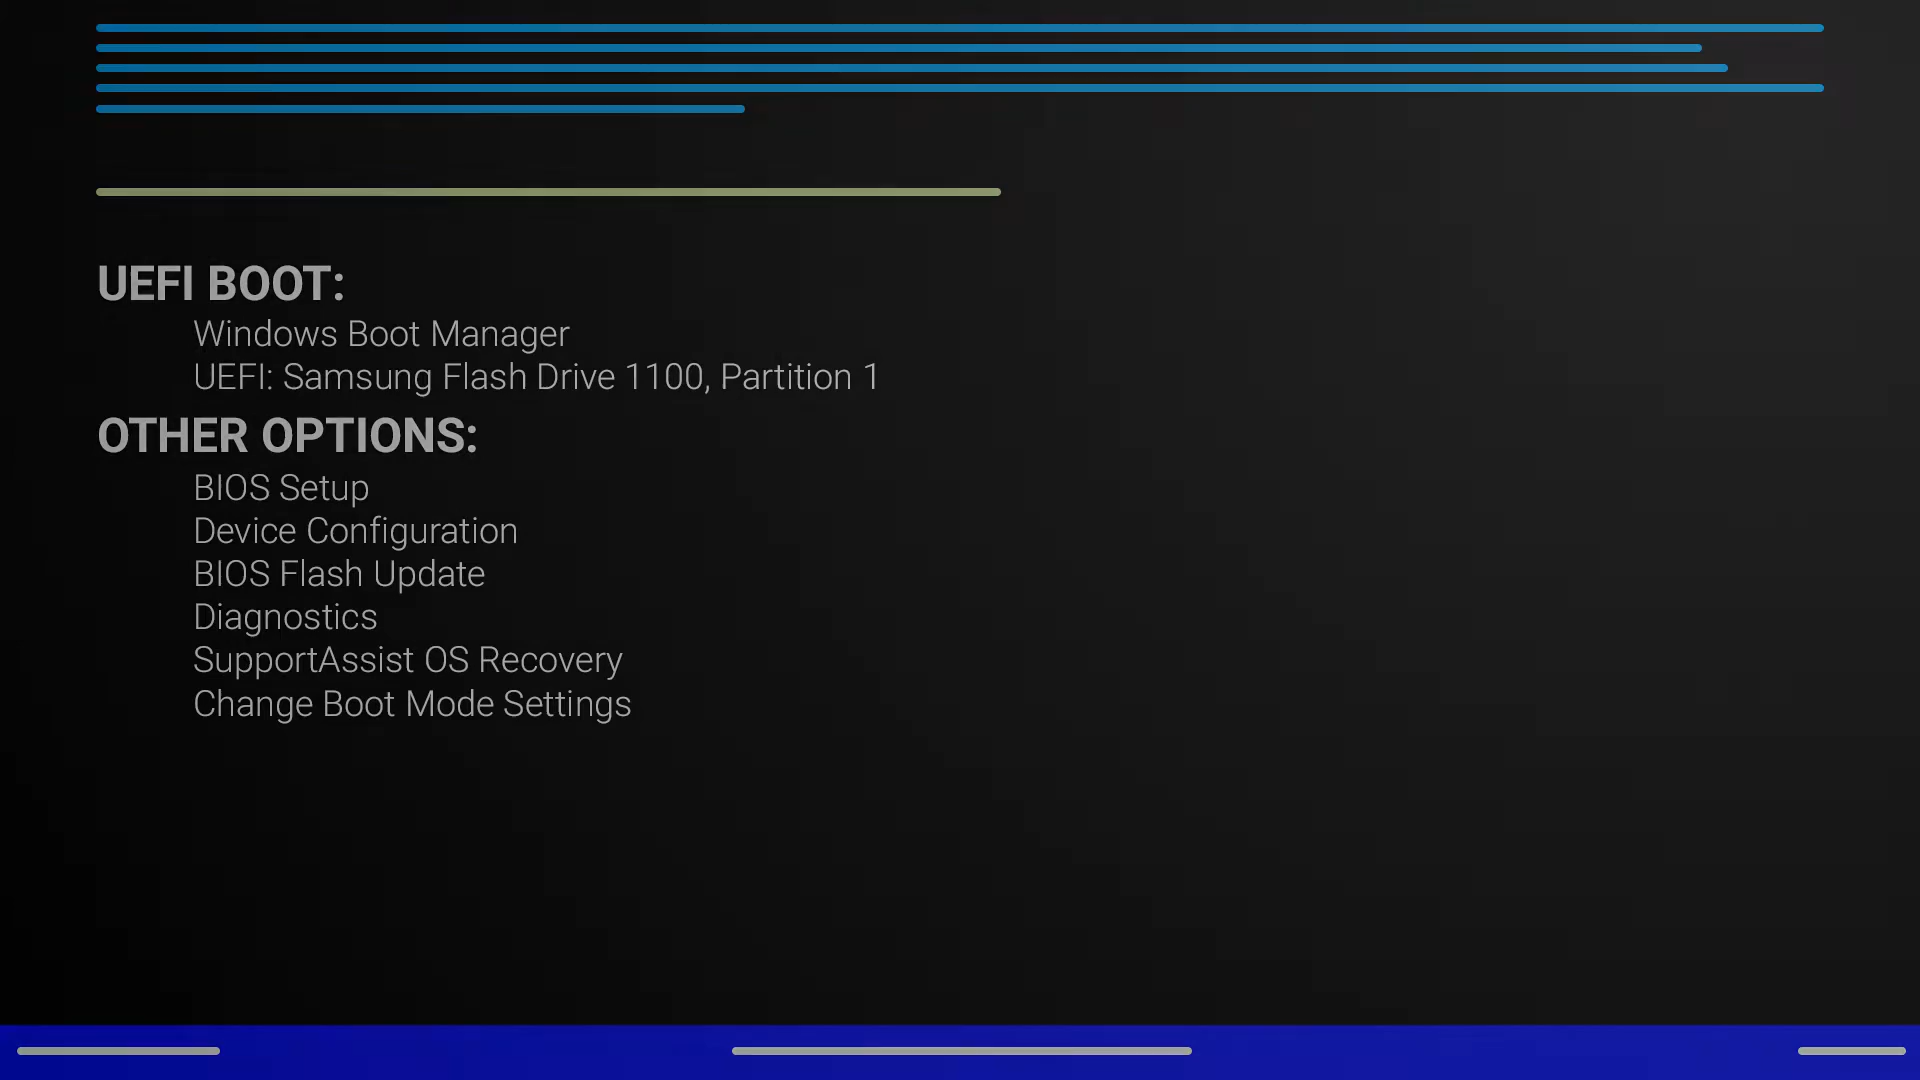 UEFI BOOT:
Windows Boot Manager
UEFI: Samsung Flash Drive 1100, Partition 1
OTHER OPTIONS:
BIOS Setup
Device Configuration
BIOS Flash Update
Diagnostics
SupportAssist OS Recovery
Change Boot Mode Settings